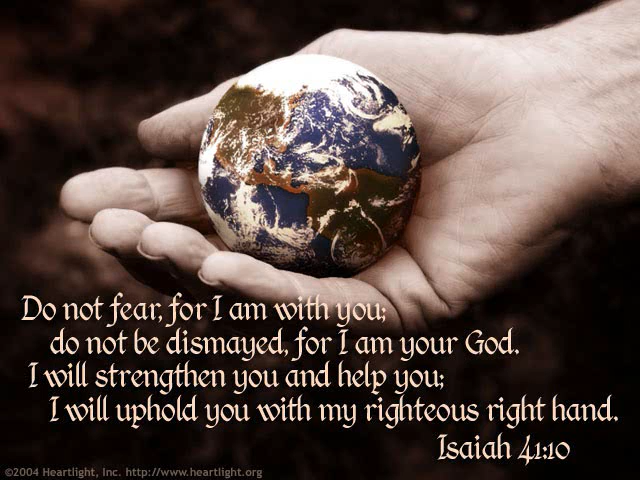 Do not fear, for I am with you;
do not be dismayed, for I am your God.
I will strengthen you and help you;
I will uphold you with my righteous right hand.
Isaiah 41:10
©2004 Heartlight, Inc. http://www.heartlight.org